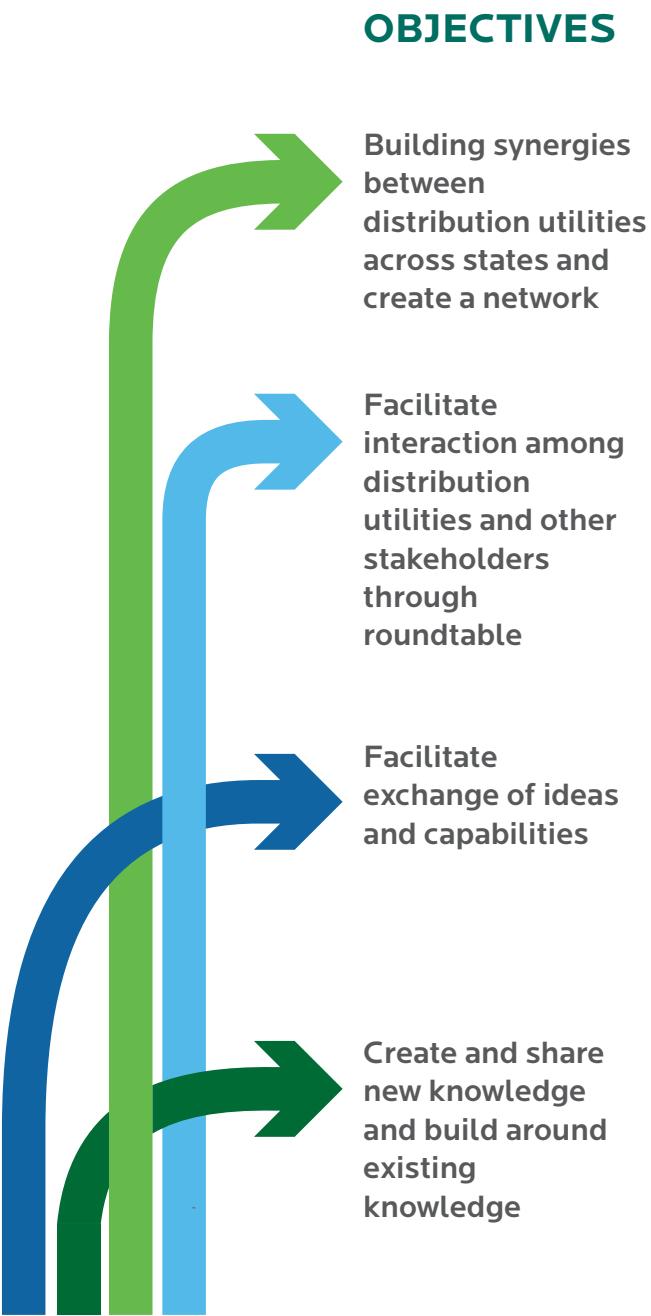 OBJECTIVES
Building synergies
between
distribution utilities
across states and
create a network
Facilitate
interaction among
distribution
utilities and other
stakeholders
through
roundtable
Facilitate
exchange of ideas
and capabilities
Create and share
new knowledge
and build around
existing
knowledge